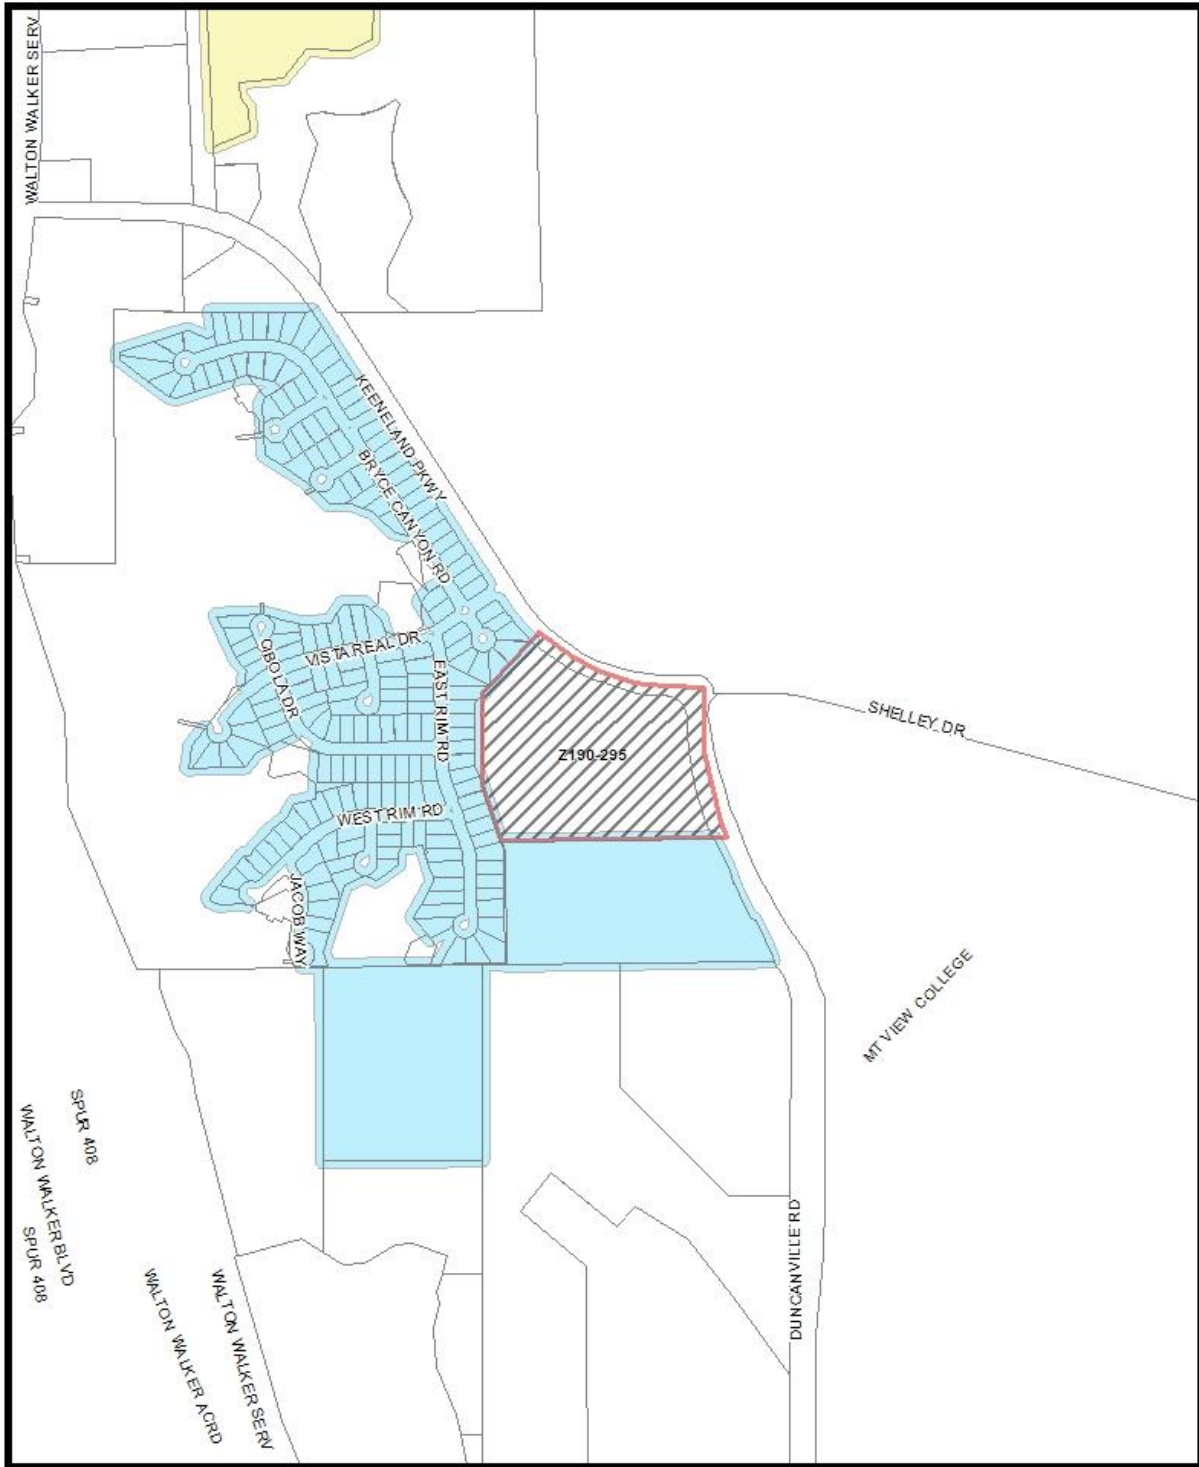 WALTON WALKER SERV
KEENELAND PKWY
BRYCE CANYON RD
VISTA REAL DR
CIBOLA DR
EAST RIM RD
SHELLEY DR
Z190-295
WEST RIM RD
JACOB WAY
MT VIEW COLLEGE
SPUR 408
WALTON WALKER BLVD
SPUR 408
DUNCANVILLE RD
WALTON WALKER ACRD
WALTON WALKER SERV